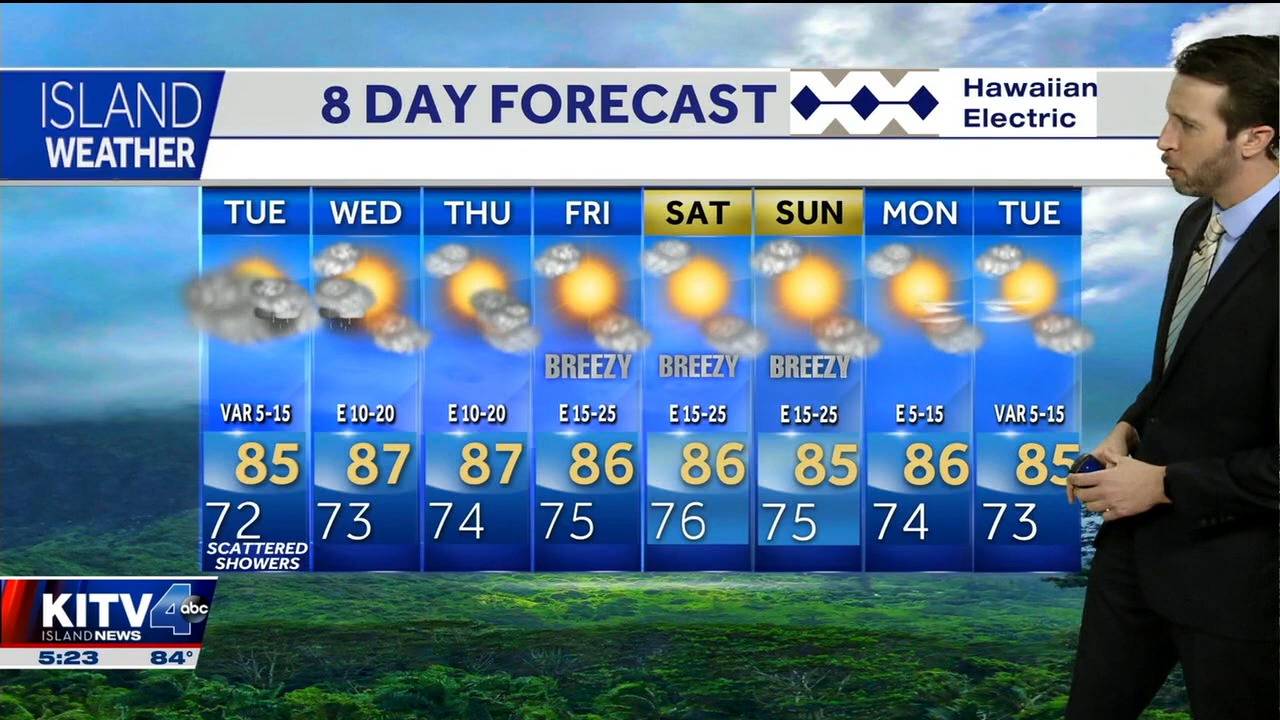 ISLAND
WEATHER
8 DAY FORECAST
Hawaiian
Electric
TUE WED THU FRI SAT SUN MON TUE
BREEZY BREEZY BREEZY
VAR 5-15 E 10-20 E 10-20 E 15-25 E 15-25 E 15-25 E 5-15 VAR 5-15
85 87 87 86 86 85 86 85
72 73 74 75 76 75 74 73
SCATTERED
SHOWERS
KITV4 abc
ISLAND NEWS
5:23 84°